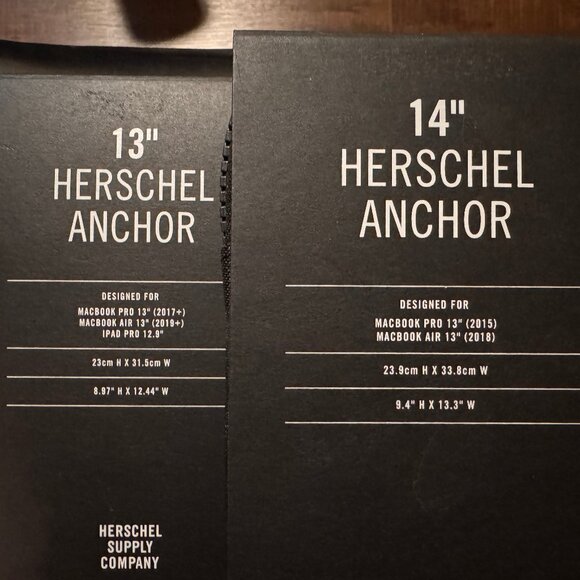 13"
HERSCHEL
ANCHOR
DESIGNED FOR
MACBOOK PRO 13" (2017+)
MACBOOK AIR 13" (2019+)
IPAD PRO 12.9"
23cm H X 31.5cm W
8.97" H X 12.44" W
HERSCHEL
SUPPLY
COMPANY
14"
HERSCHEL
ANCHOR
DESIGNED FOR
MACBOOK PRO 13" (2015)
MACBOOK AIR 13" (2018)
23.9cm H X 33.8cm W
9.4" H X 13.3" W